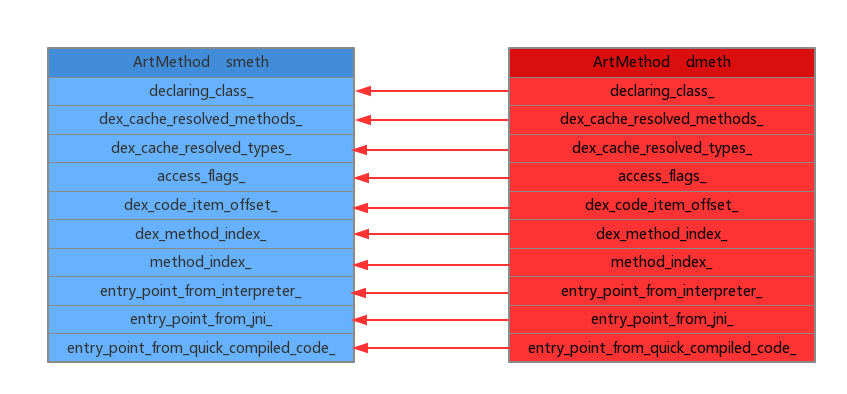 ArtMethod smeth
declaring_class_
dex_cache_resolved_methods_
dex_cache_resolved_types_
access_flags_
dex_code_item_offset_
dex_method_index_
method_index_
entry_point_from_interpreter_
entry_point_from_jni_
entry_point_from_quick_compiled_code_
ArtMethod dmeth
declaring_class_
dex_cache_resolved_methods_
dex_cache_resolved_types_
access_flags_
dex_code_item_offset_
dex_method_index_
method_index_
entry_point_from_interpreter_
entry_point_from_jni_
entry_point_from_quick_compiled_code_